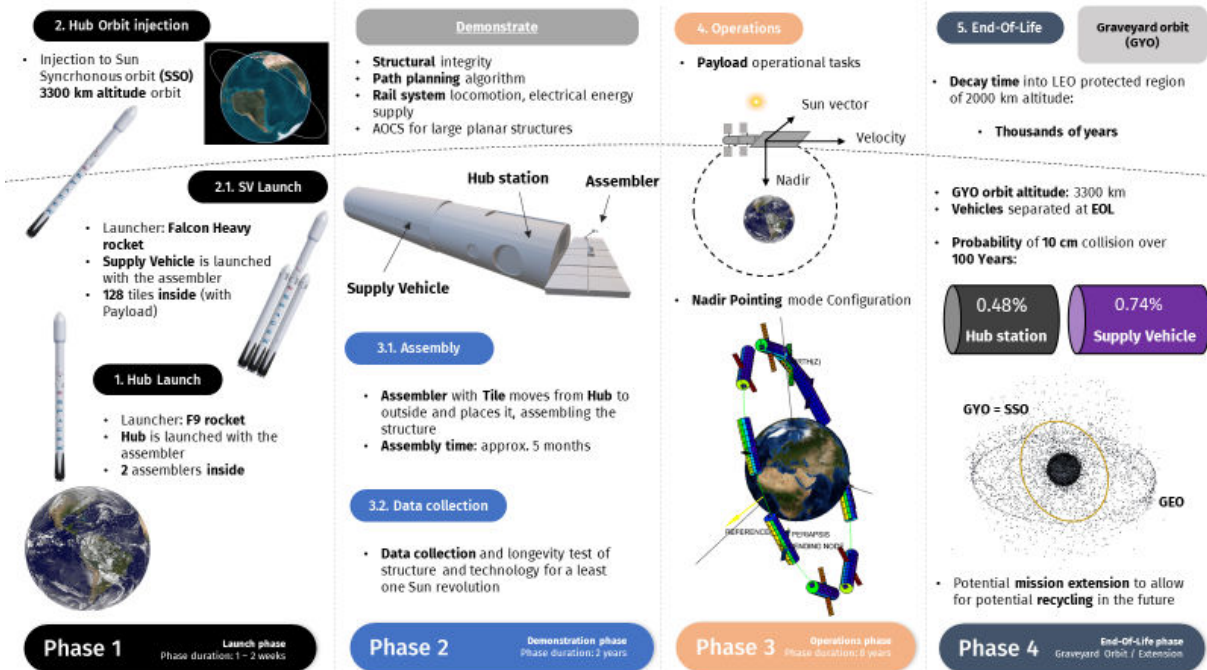 2. Hub Orbit injection
• Injection to Sun
Syncrhonous orbit (SSO)
3300 km altitude orbit
2.1. SV Launch
• Launcher: Falcon Heavy
rocket
• Supply Vehicle is launched
with the assembler
• 128 tiles inside (with
Payload)
1. Hub Launch
• Launcher: F9 rocket
• Hub is launched with the
assembler
• 2 assemblers inside
Phase 1
Launch phase
Phase duration: 1 – 2 weeks
Demonstrate
• Structural integrity
• Path planning algorithm
• Rail system locomotion, electrical energy
supply
• AOCS for large planar structures
Hub station
Assembler
Supply Vehicle
3.1. Assembly
• Assembler with Tile moves from Hub to
outside and places it, assembling the
structure
• Assembly time: approx. 5 months
3.2. Data collection
• Data collection and longevity test of
structure and technology for a least
one Sun revolution
Phase 2
Demonstration phase
Phase duration: 2 years
4. Operations
• Payload operational tasks
Sun vector
Velocity
Nadir
• Nadir Pointing mode Configuration
RTH(Z)
REFERENCE
PERIAPSIS
ENDING NODE
Phase 3
Operations phase
Phase duration: 8 years
5. End-Of-Life
Graveyard orbit
(GYO)
• Decay time into LEO protected region
of 2000 km altitude:
• Thousands of years
• GYO orbit altitude: 3300 km
• Vehicles separated at EOL
• Probability of 10 cm collision over
100 Years:
0.48%
Hub station
0.74%
Supply Vehicle
GYO = SSO
GEO
• Potential mission extension to allow
for potential recycling in the future
Phase 4
End-Of-Life phase
Graveyard Orbit / Extension